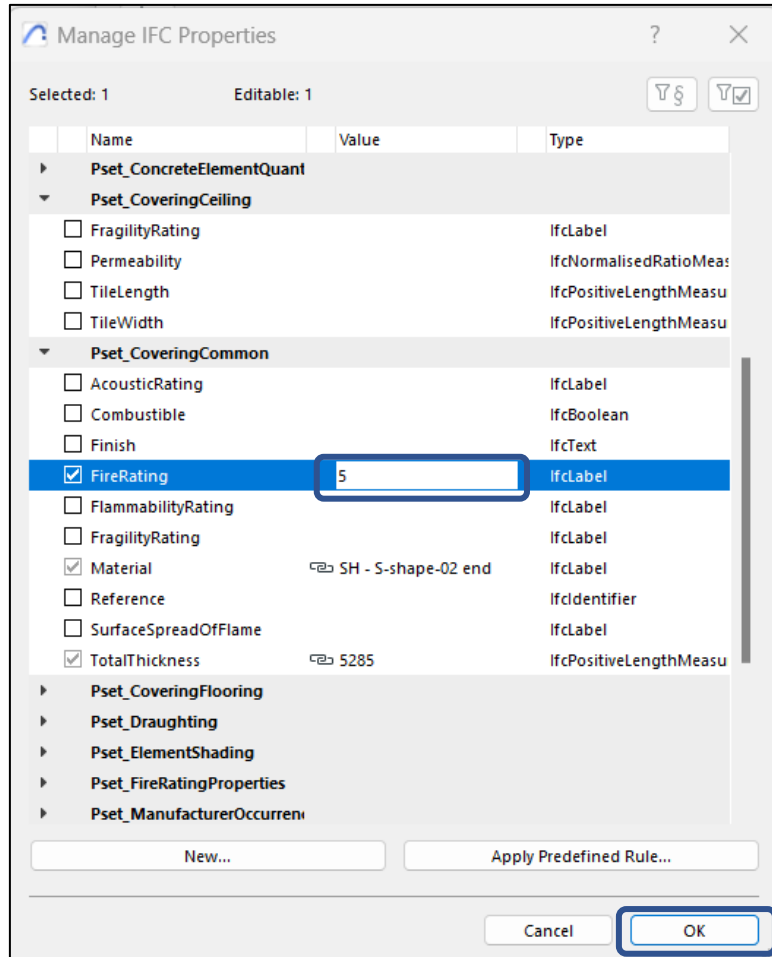 Manage IFC Properties ?
Selected: 1 Editable: 1 §
Name Value Type
Pset_ConcreteElementQuant
Pset_CoveringCeiling
FragilityRating IfcLabel
Permeability IfcNormalisedRatioMeas
TileLength IfcPositiveLengthMeasu
TileWidth IfcPositiveLengthMeasu
Pset_CoveringCommon
AcousticRating IfcLabel
Combustible IfcBoolean
Finish IfcText
FireRating 5 IfcLabel
FlammabilityRating IfcLabel
FragilityRating IfcLabel
Material SH - S-shape-02 end IfcLabel
Reference IfcIdentifier
SurfaceSpreadOfFlame IfcLabel
TotalThickness 5285 IfcPositiveLengthMeasu
Pset_CoveringFlooring
Pset_Draughting
Pset_ElementShading
Pset_FireRatingProperties
Pset_ManufacturerOccurren
New... Apply Predefined Rule...
Cancel OK